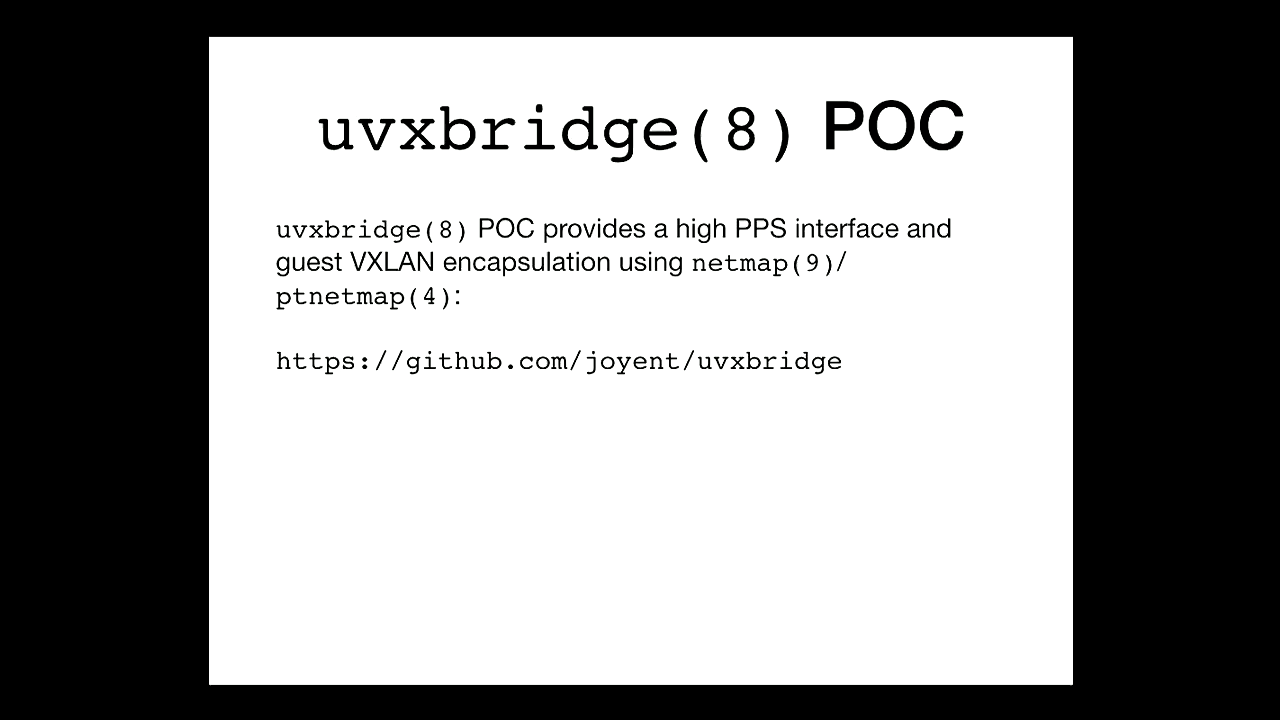 uvxbridge(8) POC
uvxbridge(8) POC provides a high PPS interface and
guest VXLAN encapsulation using netmap(9)/
ptnetmap(4):
https://github.com/joyent/uvxbridge